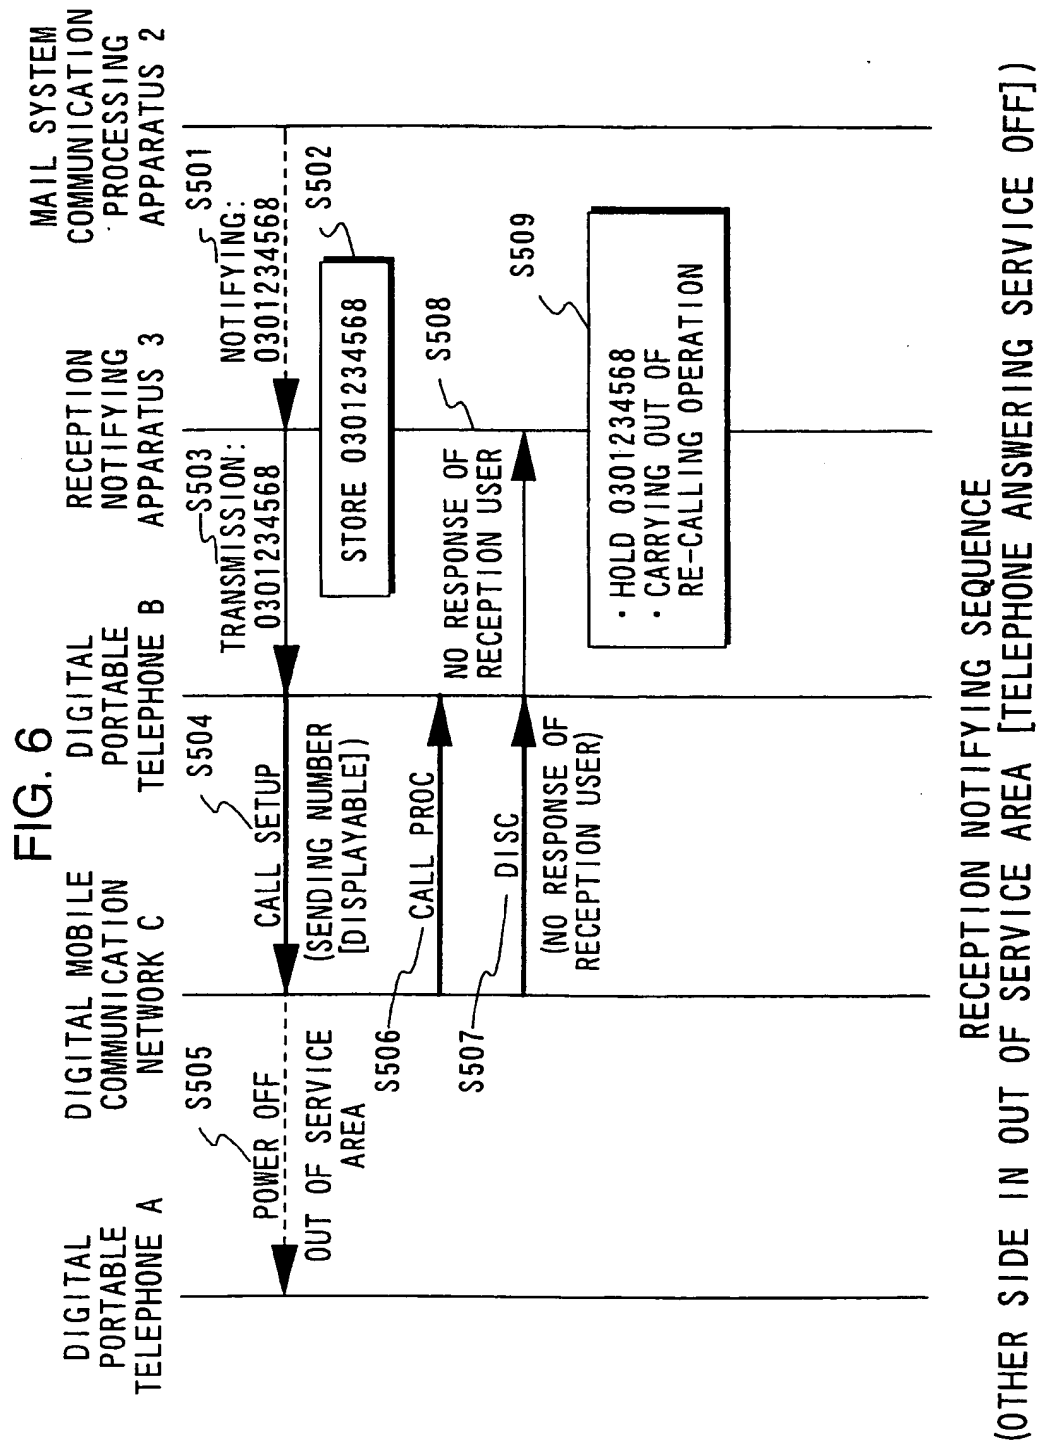 FIG. 6
DIGITAL
PORTABLE
TELEPHONE A
DIGITAL MOBILE
COMMUNICATION
NETWORK C
DIGITAL
PORTABLE
TELEPHONE B
RECEPTION
NOTIFYING
APPARATUS 3
MAIL SYSTEM
COMMUNICATION
PROCESSING
APPARATUS 2
S501
NOTIFYING:
0301234568
S502
STORE 0301234568
S503
TRANSMISSION:
0301234568
S504
CALL SETUP
(SENDING NUMBER
[DISPLAYABLE])
S505
POWER OFF
OUT OF SERVICE
AREA
S506
CALL PROC
S507
DISC
(NO RESPONSE OF
RECEPTION USER)
S508
NO RESPONSE OF
RECEPTION USER
S509
・HOLD 0301234568
・CARRYING OUT OF
RE-CALLING OPERATION
RECEPTION NOTIFYING SEQUENCE
(OTHER SIDE IN OUT OF SERVICE AREA [TELEPHONE ANSWERING SERVICE OFF])